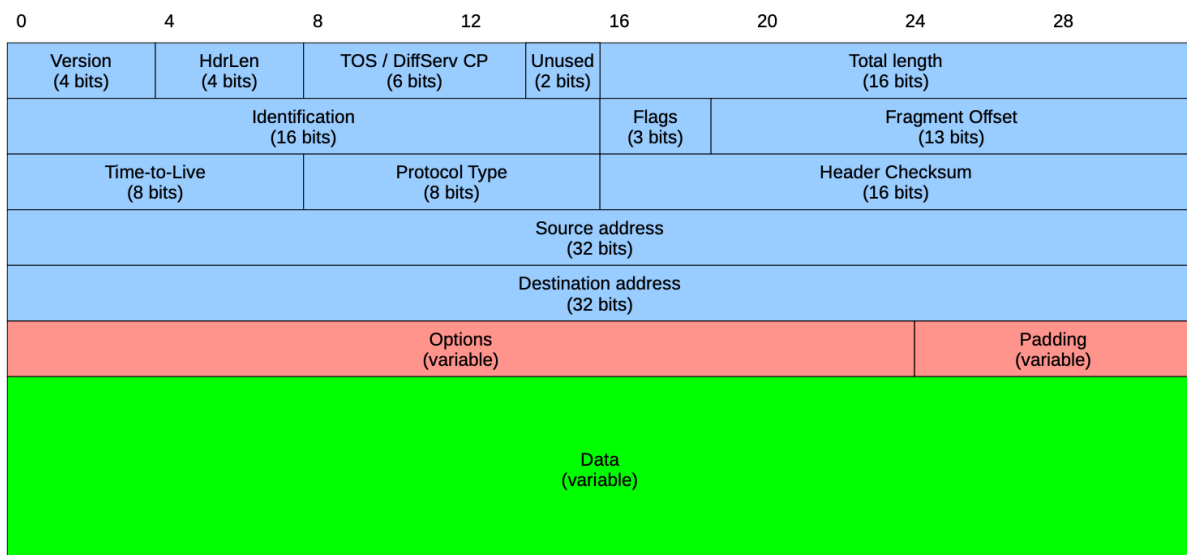 0 4 8 12 16 20 24 28
Version HdrLen TOS / DiffServ CP Unused Total length
(4 bits) (4 bits) (6 bits) (2 bits) (16 bits)
Identification Flags Fragment Offset
(16 bits) (3 bits) (13 bits)
Time-to-Live Protocol Type Header Checksum
(8 bits) (8 bits) (16 bits)
Source address
(32 bits)
Destination address
(32 bits)
Options Padding
(variable) (variable)
Data
(variable)